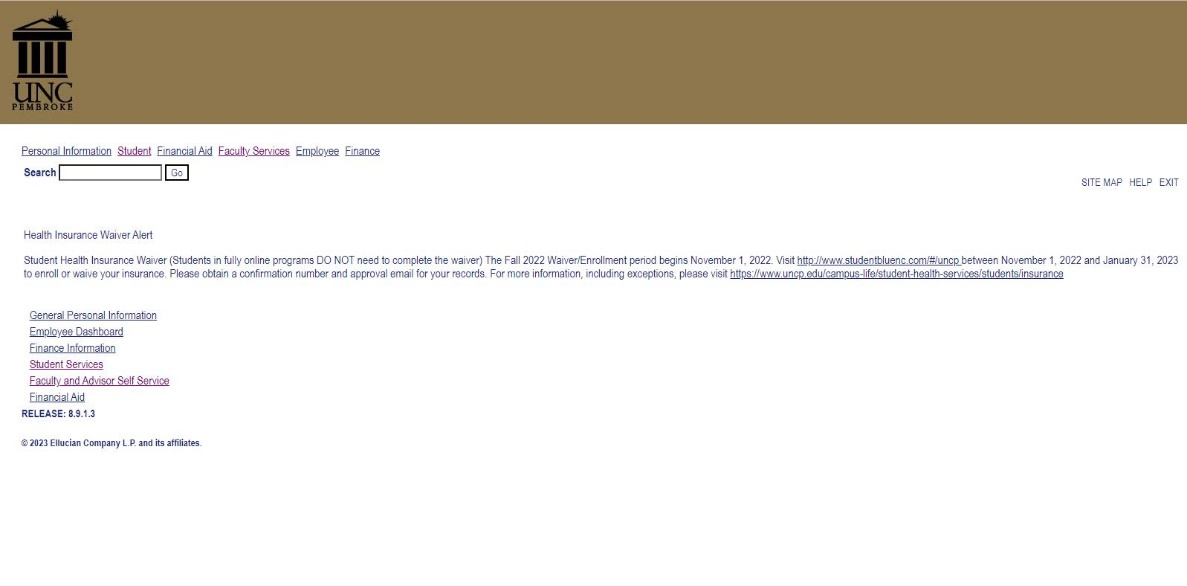 UNC
PEMBROKE
Personal Information Student Financial Aid Faculty Services Employee Finance
Search Go
SITE MAP HELP EXIT
Health Insurance Waiver Alert
Student Health Insurance Waiver (Students in fully online programs DO NOT need to complete the waiver) The Fall 2022 Waiver/Enrollment period begins November 1, 2022. Visit http://www.studentbluenc.com/#/uncp between November 1, 2022 and January 31, 2023
to enroll or waive your insurance. Please obtain a confirmation number and approval email for your records. For more information, including exceptions, please visit https://www.uncp.edu/campus-life/student-health-services/students/insurance
General Personal Information
Employee Dashboard
Finance Information
Student Services
Faculty and Advisor Self Service
Financial Aid
RELEASE: 8.9.1.3
© 2023 Ellucian Company L.P. and its affiliates.